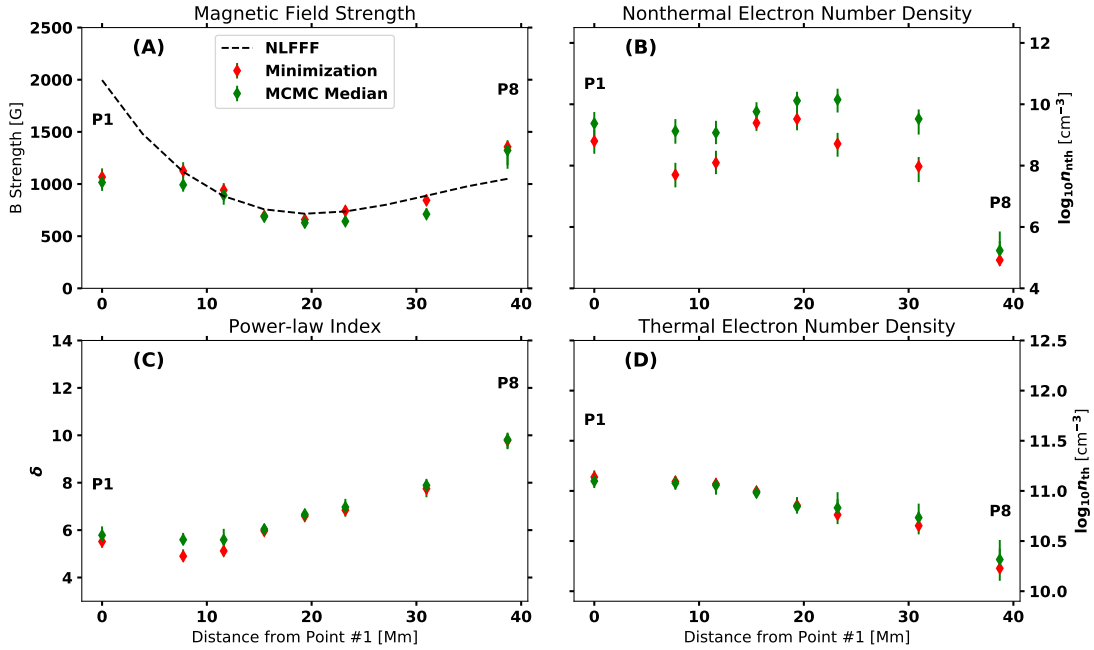 Magnetic Field Strength
Nonthermal Electron Number Density
2500
2000
1500
1000
500
0
B Strength [G]
(A)
NLFFF
Minimization
MCMC Median
P1
P8
0 10 20 30 40
(B)
P1
P8
12
10
8
6
4
log₁₀nₙₜₕ [cm⁻³]
0 10 20 30 40
Power-law Index
Thermal Electron Number Density
14
12
10
8
6
4
δ
(C)
P1
P8
0 10 20 30 40
Distance from Point #1 [Mm]
(D)
P1
P8
12.5
12.0
11.5
11.0
10.5
10.0
log₁₀nₜₕ [cm⁻³]
0 10 20 30 40
Distance from Point #1 [Mm]